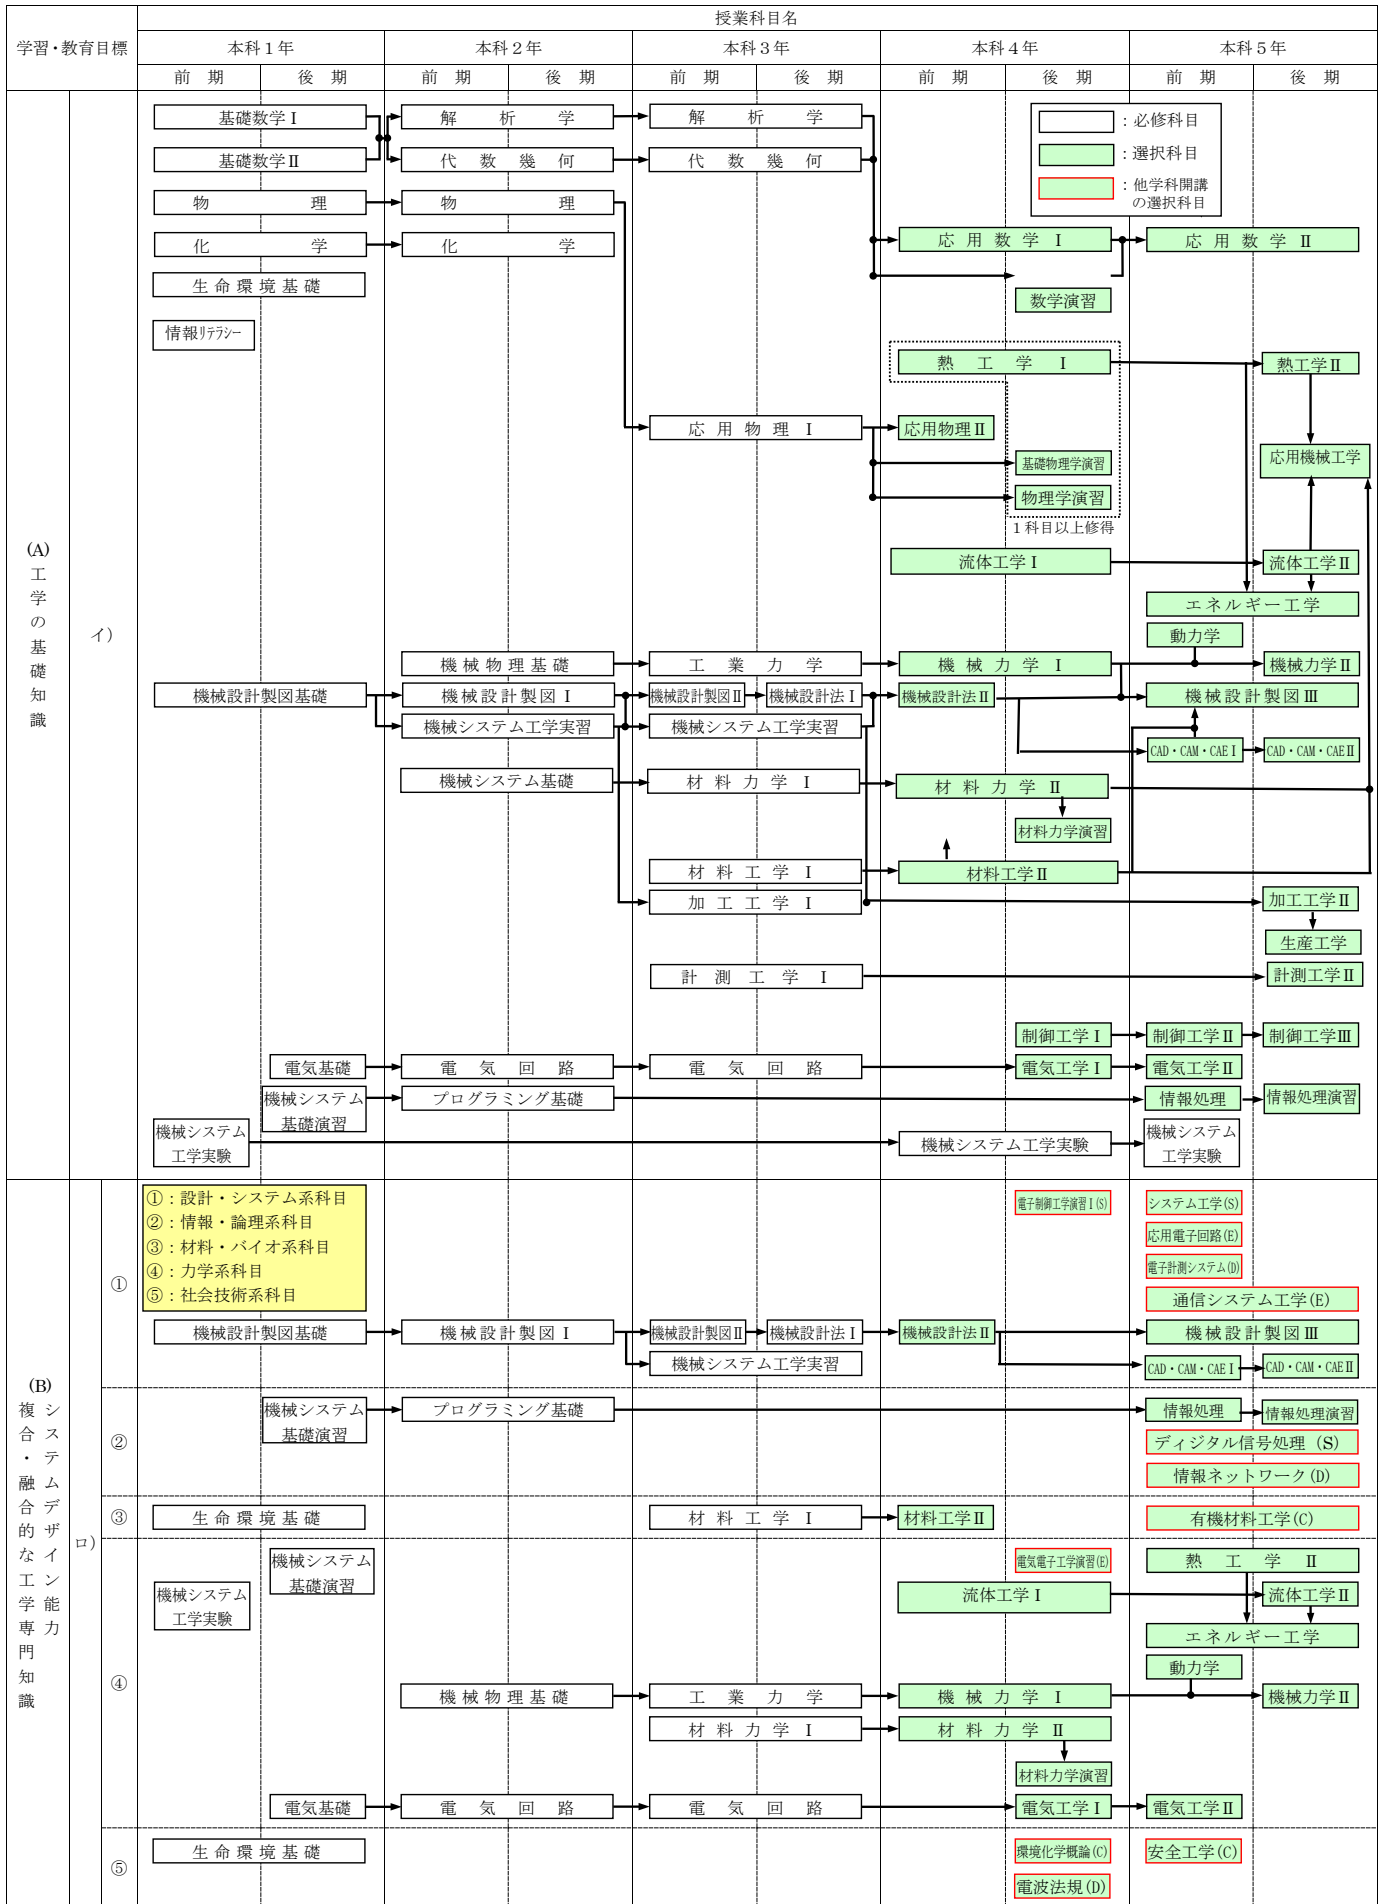 授業科目名
学習・教育目標
本科１年 本科２年 本科３年 本科４年 本科５年
前 期 後 期 前 期 後 期 前 期 後 期 前 期 後 期 前 期 後 期
(A)工学の基礎知識
イ)
基礎数学Ⅰ 解析学 解析学
：必修科目
基礎数学Ⅱ 代数幾何 代数幾何
：選択科目
：他学科開講
の選択科目
物理 物理
化学 化学 応用数学Ⅰ 応用数学Ⅱ
生命環境基礎
数学演習
情報ﾘﾃﾗｼｰ
熱工学Ⅰ 熱工学Ⅱ
応用物理Ⅰ 応用物理Ⅱ
基礎物理学演習 応用機械工学
物理学演習
１科目以上修得
流体工学Ⅰ 流体工学Ⅱ
エネルギー工学
動力学
機械物理基礎 工業力学 機械力学Ⅰ 機械力学Ⅱ
機械設計製図基礎 機械設計製図Ⅰ 機械設計製図Ⅱ 機械設計法Ⅰ 機械設計法Ⅱ 機械設計製図Ⅲ
機械システム工学実習 機械システム工学実習
CAD・CAM・CAEⅠ CAD・CAM・CAEⅡ
機械システム基礎 材料力学Ⅰ 材料力学Ⅱ
材料力学演習
材料工学Ⅰ 材料工学Ⅱ
加工工学Ⅰ 加工工学Ⅱ
生産工学
計測工学Ⅰ 計測工学Ⅱ
制御工学Ⅰ 制御工学Ⅱ 制御工学Ⅲ
電気基礎 電気回路 電気回路 電気工学Ⅰ 電気工学Ⅱ
機械システム
基礎演習
プログラミング基礎 情報処理 情報処理演習
機械システム
工学実験
機械システム工学実験
機械システム
工学実験
(B)複合・融合的な工学専門知識
システムデザイン能力
ロ)
①
①：設計・システム系科目
②：情報・論理系科目
③：材料・バイオ系科目
④：力学系科目
⑤：社会技術系科目
電子制御工学演習Ⅰ(S) システム工学(S)
応用電子回路(E)
電子計測システム(D)
通信システム工学(E)
機械設計製図基礎 機械設計製図Ⅰ 機械設計製図Ⅱ 機械設計法Ⅰ 機械設計法Ⅱ 機械設計製図Ⅲ
機械システム工学実習 CAD・CAM・CAEⅠ CAD・CAM・CAEⅡ
②
機械システム
基礎演習
プログラミング基礎 情報処理 情報処理演習
ディジタル信号処理（S）
情報ネットワーク(D)
③
生命環境基礎 材料工学Ⅰ 材料工学Ⅱ 有機材料工学(C)
④
機械システム
基礎演習
電気電子工学演習(E) 熱工学Ⅱ
機械システム
工学実験
流体工学Ⅰ 流体工学Ⅱ
エネルギー工学
動力学
機械物理基礎 工業力学 機械力学Ⅰ 機械力学Ⅱ
材料力学Ⅰ 材料力学Ⅱ
材料力学演習
電気基礎 電気回路 電気回路 電気工学Ⅰ 電気工学Ⅱ
⑤
生命環境基礎 環境化学概論(C) 安全工学(C)
電波法規(D)